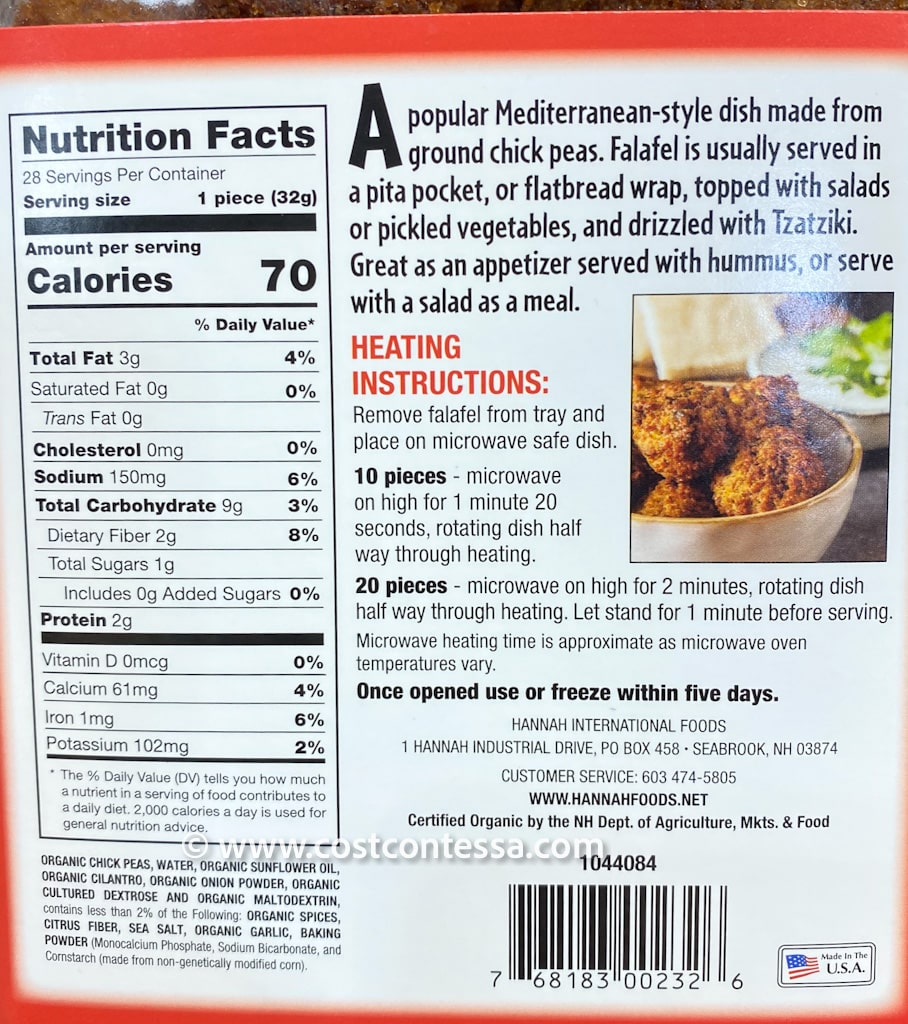 Nutrition Facts
28 Servings Per Container
Serving size 1 piece (32g)
Amount per serving
Calories 70
% Daily Value*
Total Fat 3g 4%
Saturated Fat 0g 0%
Trans Fat 0g
Cholesterol 0mg 0%
Sodium 150mg 6%
Total Carbohydrate 9g 3%
Dietary Fiber 2g 8%
Total Sugars 1g
Includes 0g Added Sugars 0%
Protein 2g
Vitamin D 0mcg 0%
Calcium 61mg 4%
Iron 1mg 6%
Potassium 102mg 2%
* The % Daily Value (DV) tells you how much
a nutrient in a serving of food contributes to
a daily diet. 2,000 calories a day is used for
general nutrition advice.
ORGANIC CHICK PEAS, WATER, ORGANIC SUNFLOWER OIL,
ORGANIC CILANTRO, ORGANIC ONION POWDER, ORGANIC
CULTURED DEXTROSE AND ORGANIC MALTODEXTRIN,
contains less than 2% of the Following: ORGANIC SPICES,
CITRUS FIBER, SEA SALT, ORGANIC GARLIC, BAKING
POWDER (Monocalcium Phosphate, Sodium Bicarbonate, and
Cornstarch (made from non-genetically modified corn).
A popular Mediterranean-style dish made from
ground chick peas. Falafel is usually served in
a pita pocket, or flatbread wrap, topped with salads
or pickled vegetables, and drizzled with Tzatziki.
Great as an appetizer served with hummus, or serve
with a salad as a meal.
HEATING
INSTRUCTIONS:
Remove falafel from tray and
place on microwave safe dish.
10 pieces - microwave
on high for 1 minute 20
seconds, rotating dish half
way through heating.
20 pieces - microwave on high for 2 minutes, rotating dish
half way through heating. Let stand for 1 minute before serving.
Microwave heating time is approximate as microwave oven
temperatures vary.
Once opened use or freeze within five days.
HANNAH INTERNATIONAL FOODS
1 HANNAH INDUSTRIAL DRIVE, PO BOX 458 • SEABROOK, NH 03874
CUSTOMER SERVICE: 603 474-5805
WWW.HANNAHFOODS.NET
Certified Organic by the NH Dept. of Agriculture, Mkts. & Food
© www.costcontessa.com
1044084
7 68183 00232 6
Made In The
U.S.A.